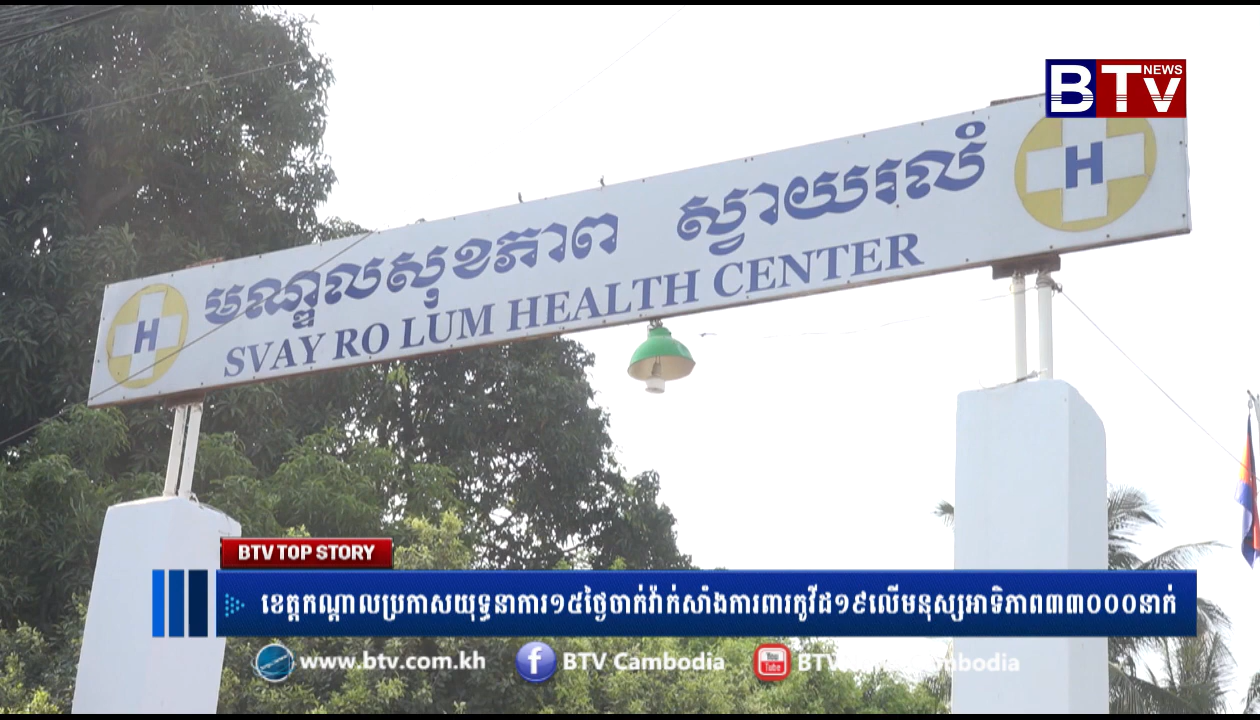 BTV NEWS
មណ្ឌលសុខភាព ស្វាយរលំ
H
H
SVAY RO LUM HEALTH CENTER
BTV TOP STORY
ខេត្តកណ្តាលប្រកាសយុទ្ធនាការ១៥ថ្ងៃចាក់វ៉ាក់សាំងការពារកូវីដ១៩លើមនុស្សអាទិភាព៣៣០០០នាក់
www.btv.com.kh
BTV Cambodia
You Tube